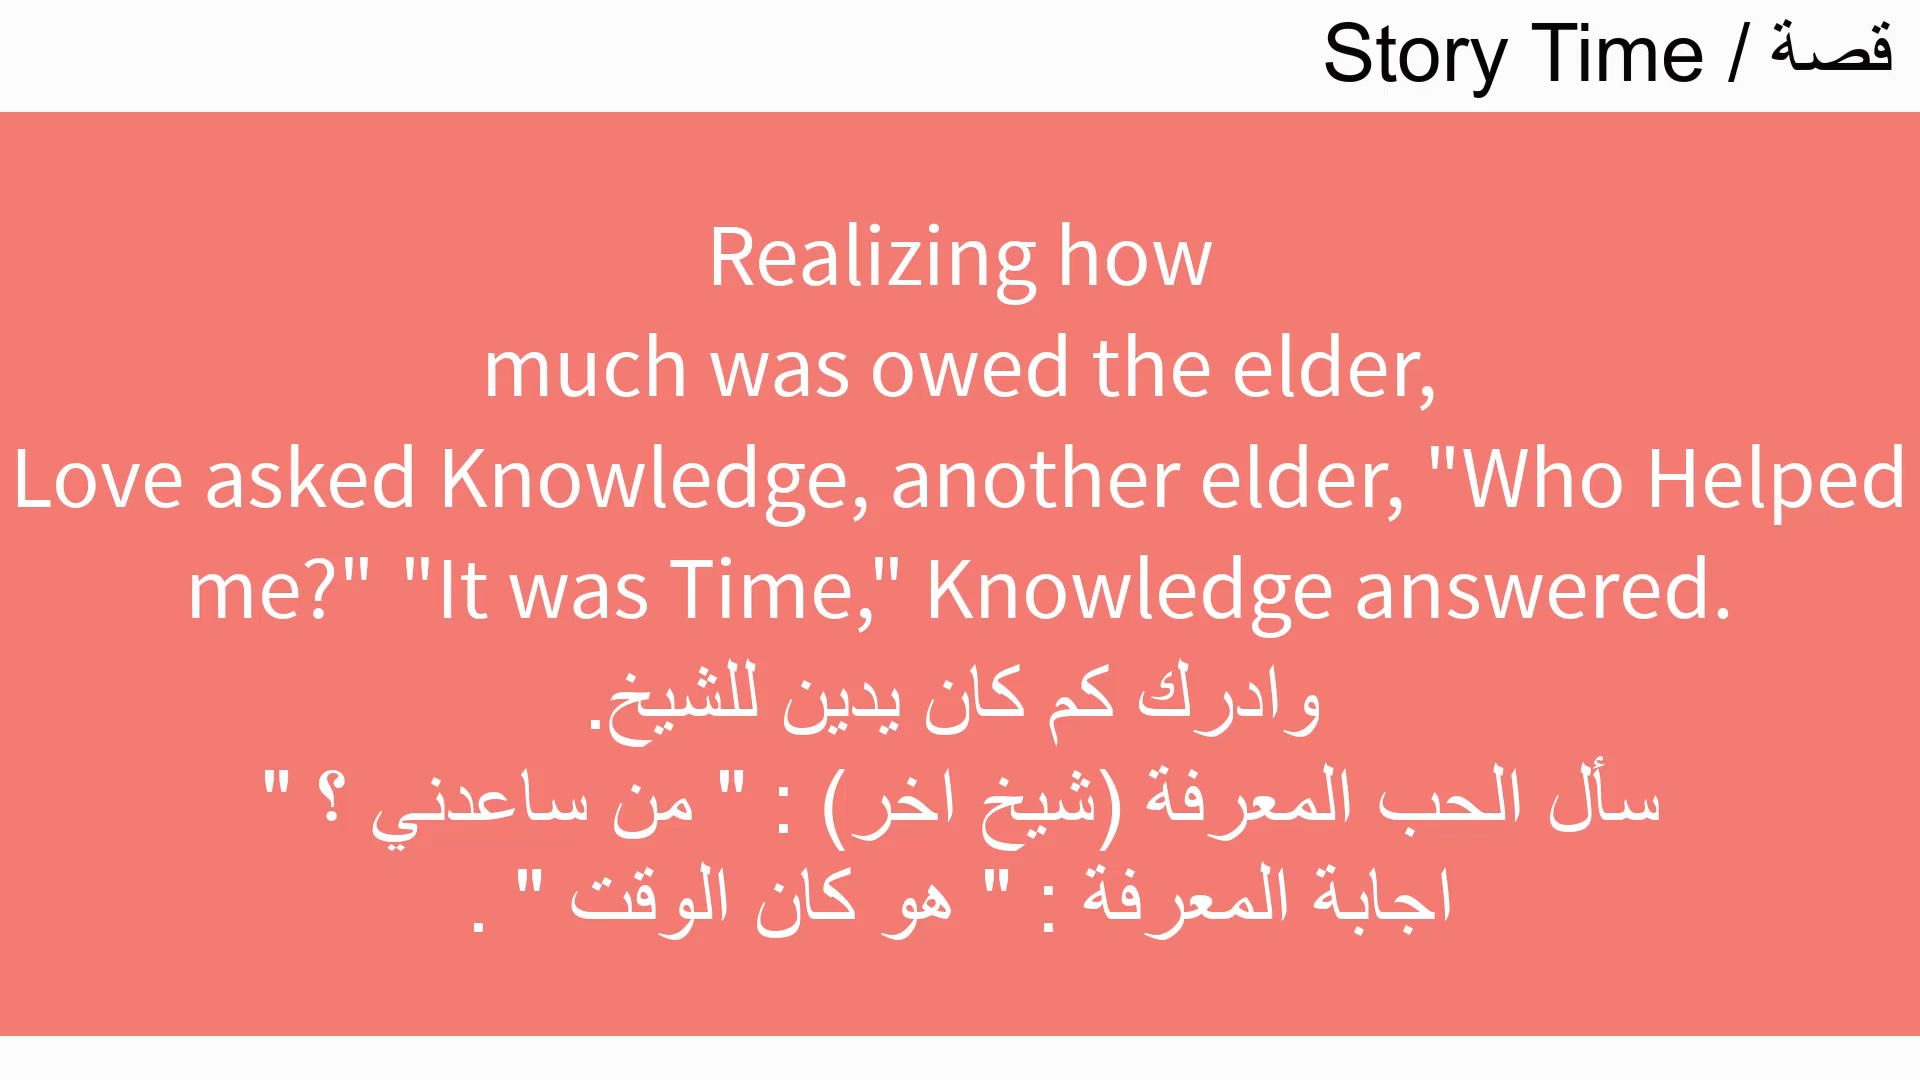 Story Time / قصة
Realizing how
much was owed the elder,
Love asked Knowledge, another elder, "Who Helped
me?" "It was Time," Knowledge answered.
وادرك كم كان يدين للشيخ.
سأل الحب المعرفة (شيخ اخر) : " من ساعدني ؟ "
اجابة المعرفة : " هو كان الوقت " .